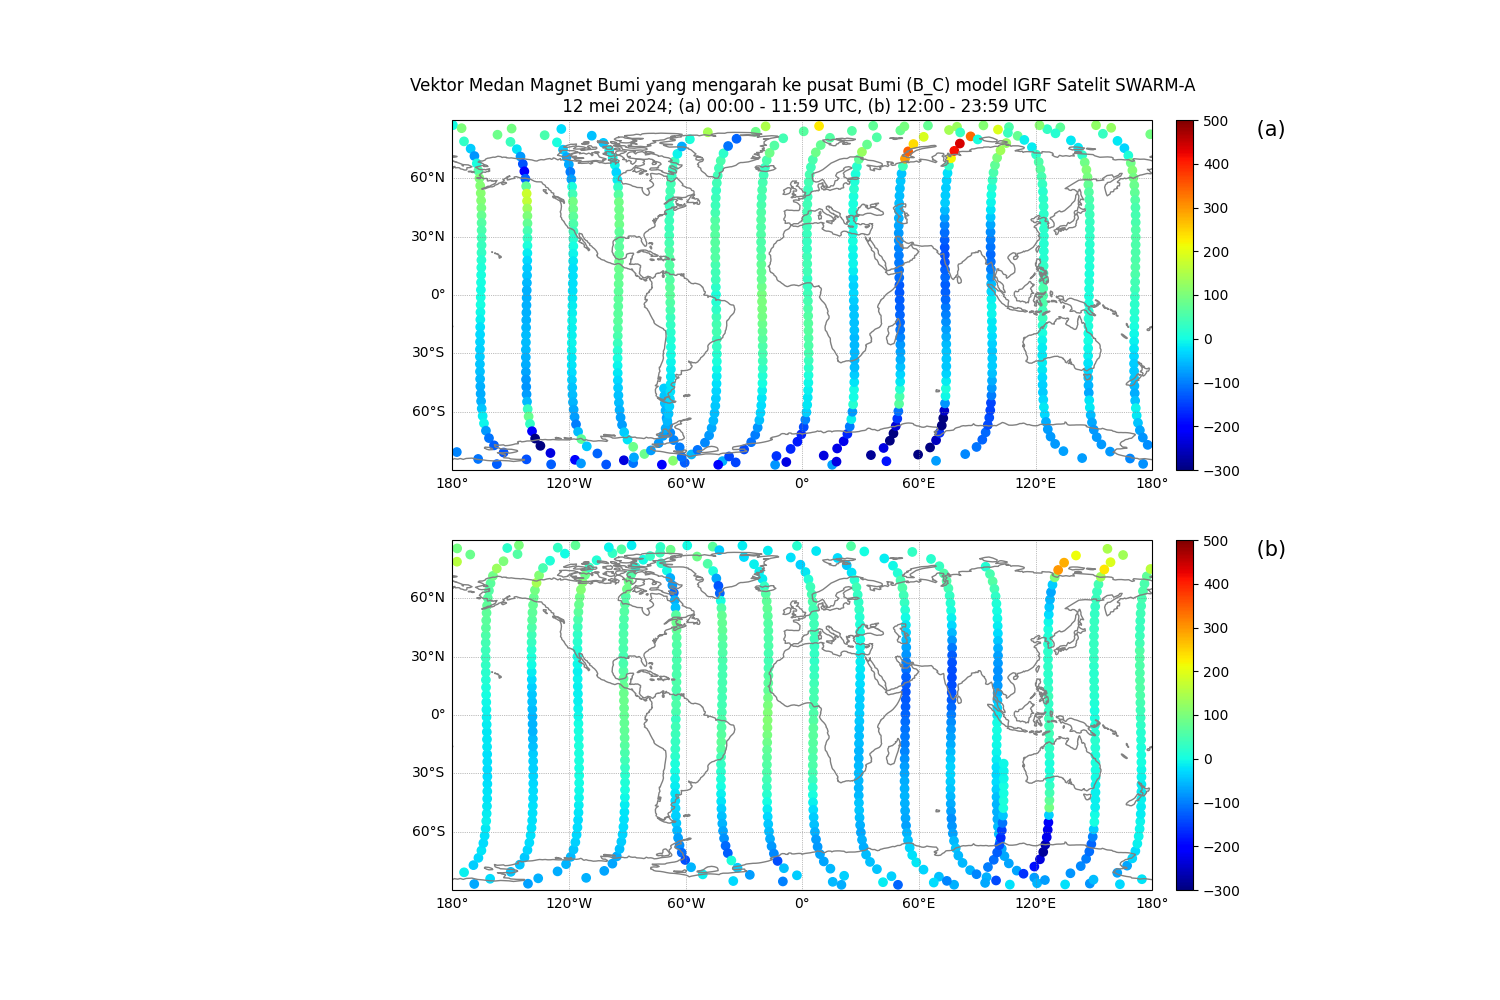 Vektor Medan Magnet Bumi yang mengarah ke pusat Bumi (B_C) model IGRF Satelit SWARM-A
12 mei 2024; (a) 00:00 - 11:59 UTC, (b) 12:00 - 23:59 UTC
(a)
500
400
300
200
100
0
−100
−200
−300
60°N
30°N
0°
30°S
60°S
180° 120°W 60°W 0° 60°E 120°E 180°
(b)
500
400
300
200
100
0
−100
−200
−300
60°N
30°N
0°
30°S
60°S
180° 120°W 60°W 0° 60°E 120°E 180°